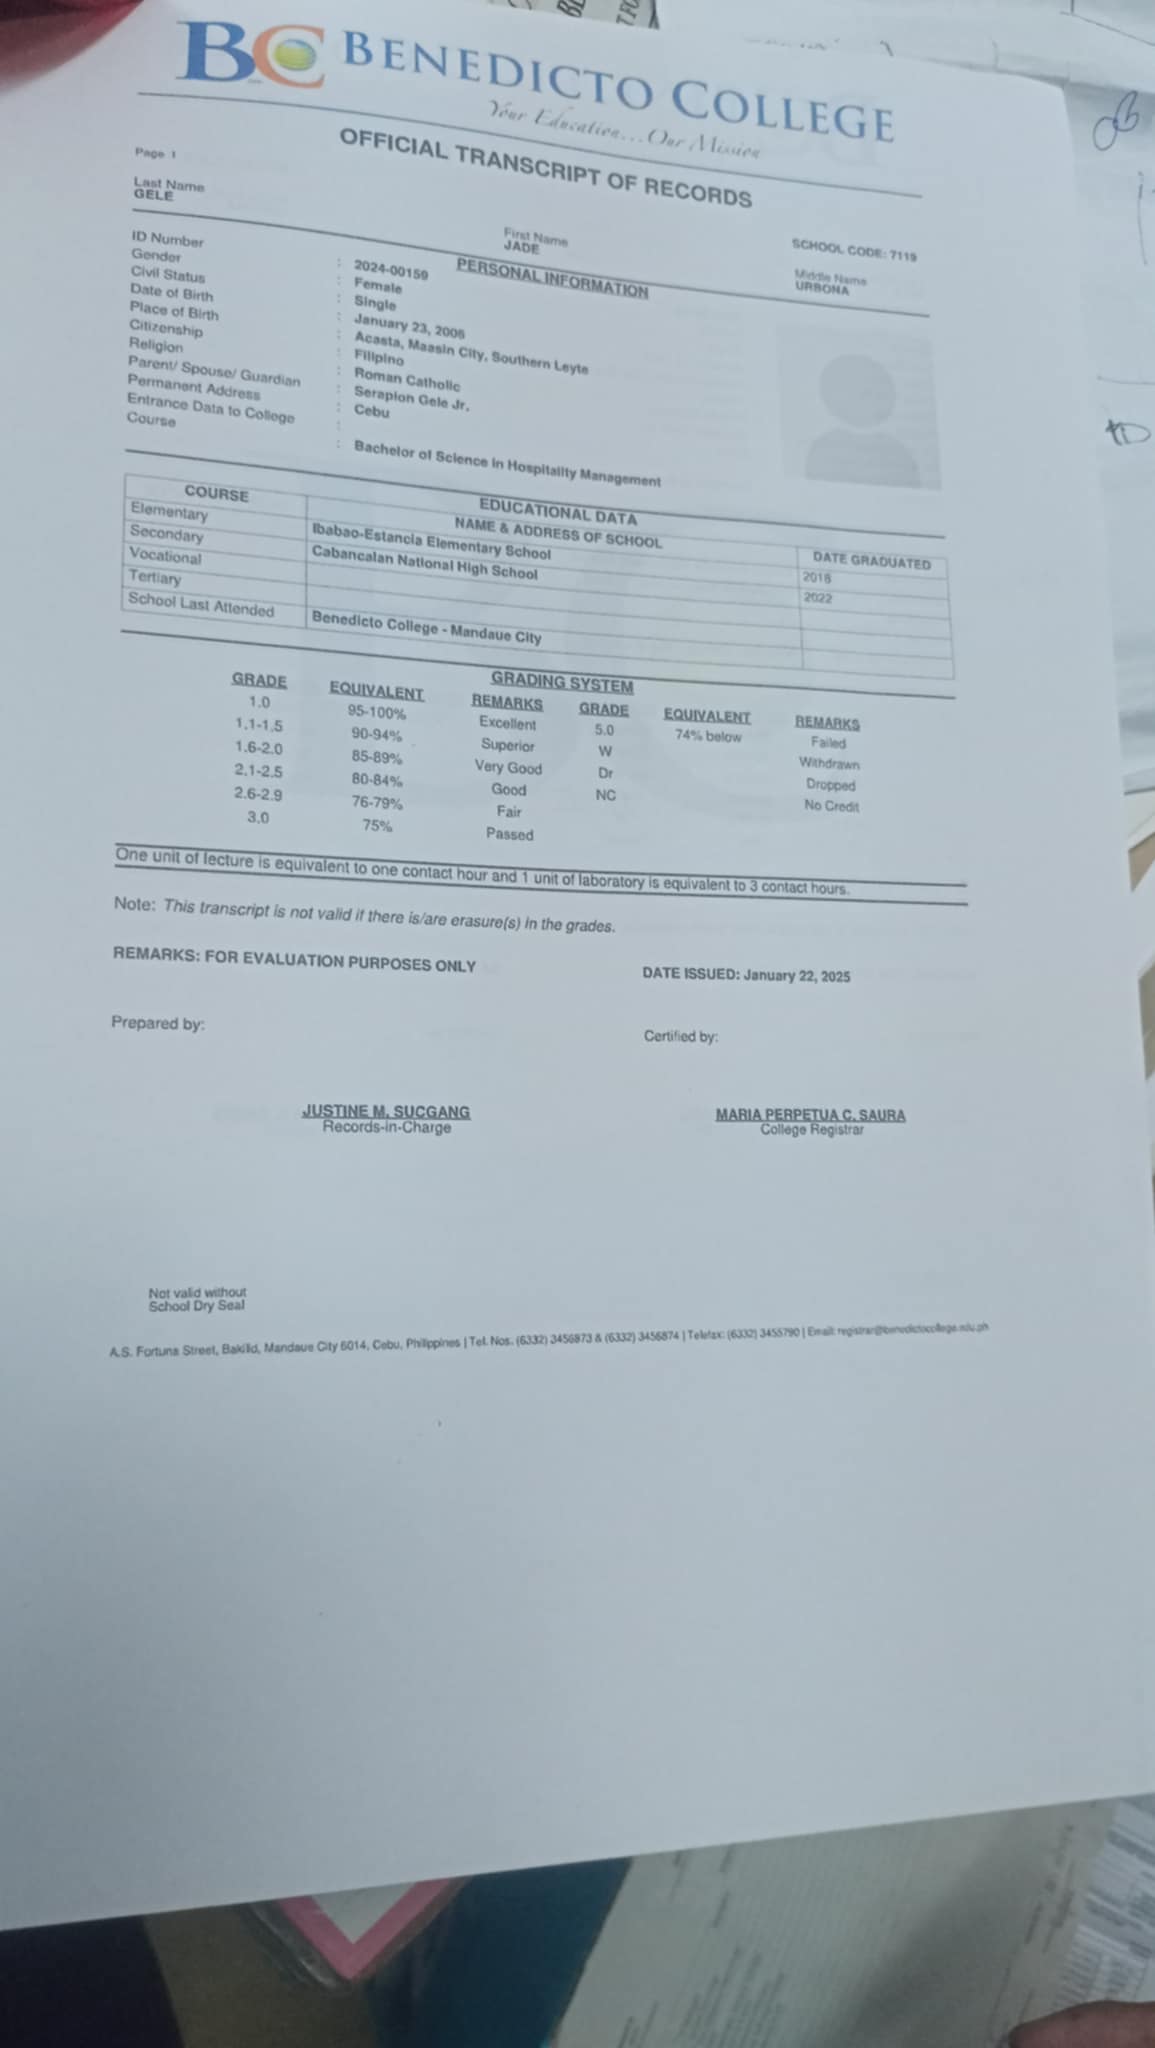 BC BENEDICTO COLLEGE
Your Education...Our Mission
OFFICIAL TRANSCRIPT OF RECORDS
Page 1
SCHOOL CODE: 7119
Last Name First Name Middle Name
GELE JADE URBONA
PERSONAL INFORMATION
ID Number : 2024-00159
Gender : Female
Civil Status : Single
Date of Birth : January 23, 2006
Place of Birth : Acasta, Maasin City, Southern Leyte
Citizenship : Filipino
Religion : Roman Catholic
Parent/ Spouse/ Guardian : Serapion Gele Jr.
Permanent Address : Cebu
Entrance Data to College :
Course : Bachelor of Science in Hospitality Management
EDUCATIONAL DATA
COURSE NAME & ADDRESS OF SCHOOL DATE GRADUATED
Elementary Ibabao-Estancia Elementary School 2018
Secondary Cabancalan National High School 2022
Vocational
Tertiary
School Last Attended Benedicto College - Mandaue City
GRADING SYSTEM
GRADE EQUIVALENT REMARKS GRADE EQUIVALENT REMARKS
1.0 95-100% Excellent 5.0 74% below Failed
1.1-1.5 90-94% Superior W Withdrawn
1.6-2.0 85-89% Very Good Dr Dropped
2.1-2.5 80-84% Good NC No Credit
2.6-2.9 76-79% Fair
3.0 75% Passed
One unit of lecture is equivalent to one contact hour and 1 unit of laboratory is equivalent to 3 contact hours.
Note: This transcript is not valid if there is/are erasure(s) in the grades.
REMARKS: FOR EVALUATION PURPOSES ONLY DATE ISSUED: January 22, 2025
Prepared by: Certified by:
JUSTINE M. SUCGANG MARIA PERPETUA C. SAURA
Records-in-Charge College Registrar
Not valid without
School Dry Seal
A.S. Fortuna Street, Bakilid, Mandaue City 6014, Cebu, Philippines | Tel. Nos. (6332) 3456873 & (6332) 3456874 | Telefax: (6332) 3455790 | Email: registrar@benedictocollege.edu.ph